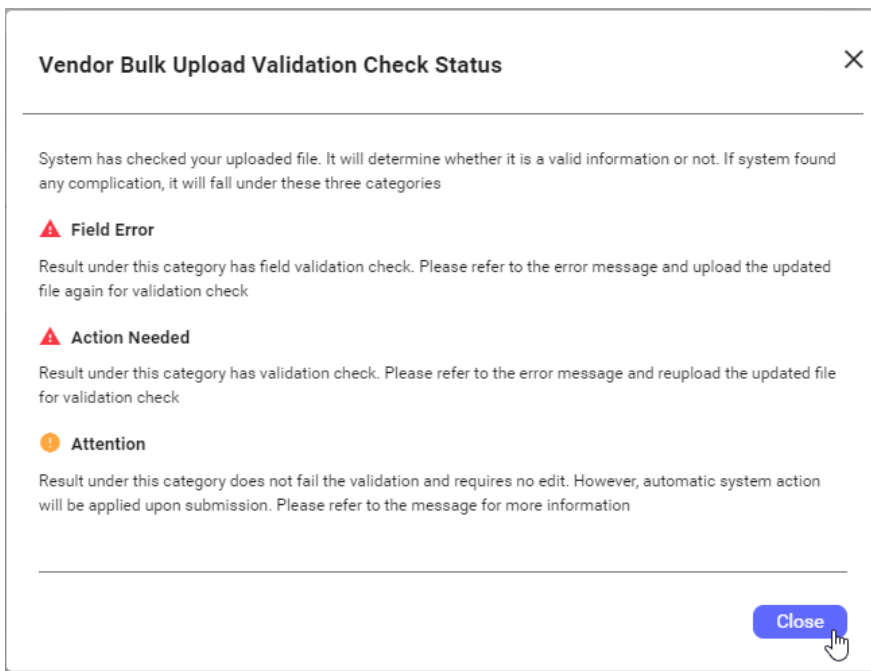 Vendor Bulk Upload Validation Check Status
System has checked your uploaded file. It will determine whether it is a valid information or not. If system found
any complication, it will fall under these three categories
Field Error
Result under this category has field validation check. Please refer to the error message and upload the updated
file again for validation check
Action Needed
Result under this category has validation check. Please refer to the error message and reupload the updated file
for validation check
Attention
Result under this category does not fail the validation and requires no edit. However, automatic system action
will be applied upon submission. Please refer to the message for more information
Close